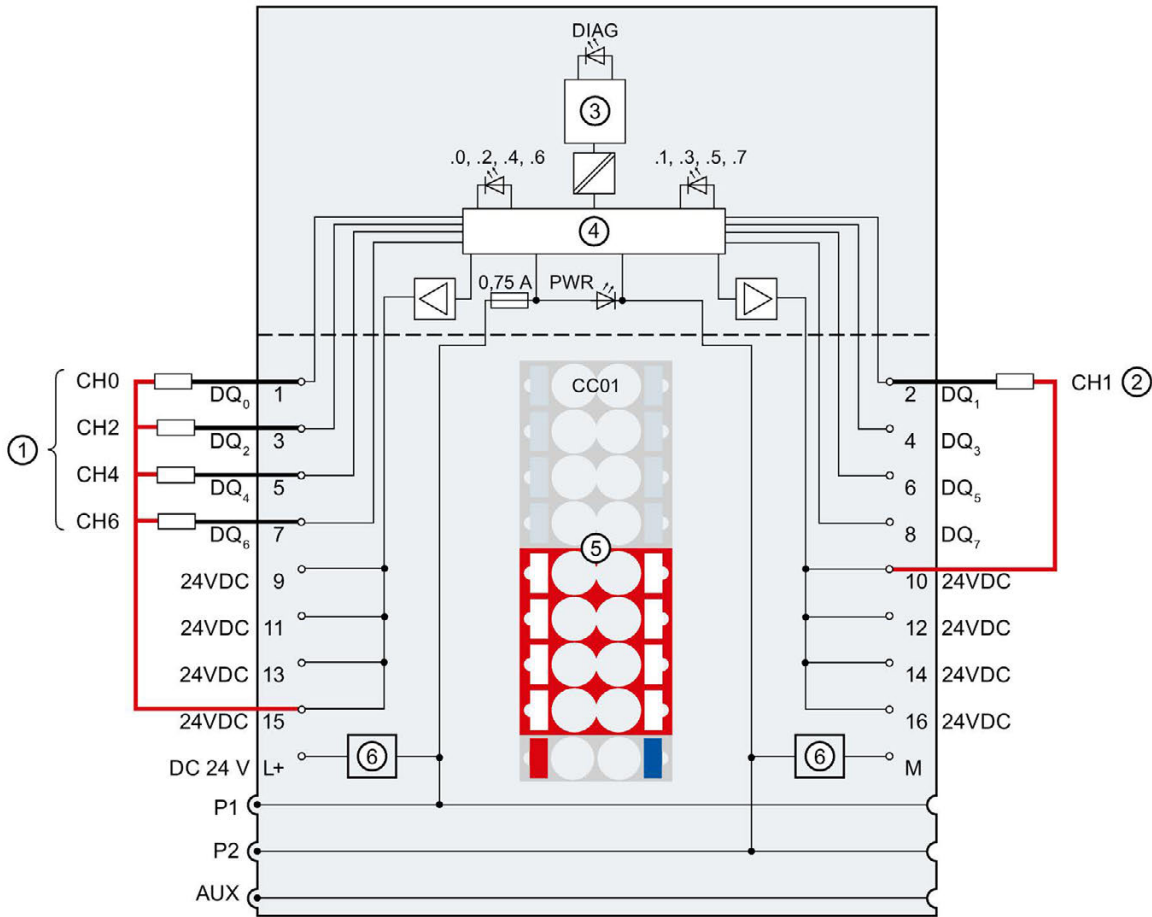 DIAG
3
.0, .2, .4, .6
.1, .3, .5, .7
4
0,75 A
PWR
CH0
DQ0
1
CC01
2
DQ1
CH1
2
CH2
DQ2
3
4
DQ3
1
CH4
DQ4
5
6
DQ5
CH6
DQ6
7
8
DQ7
5
24VDC
9
10
24VDC
24VDC
11
12
24VDC
24VDC
13
14
24VDC
24VDC
15
16
24VDC
DC 24 V
L+
6
6
M
P1
P2
AUX